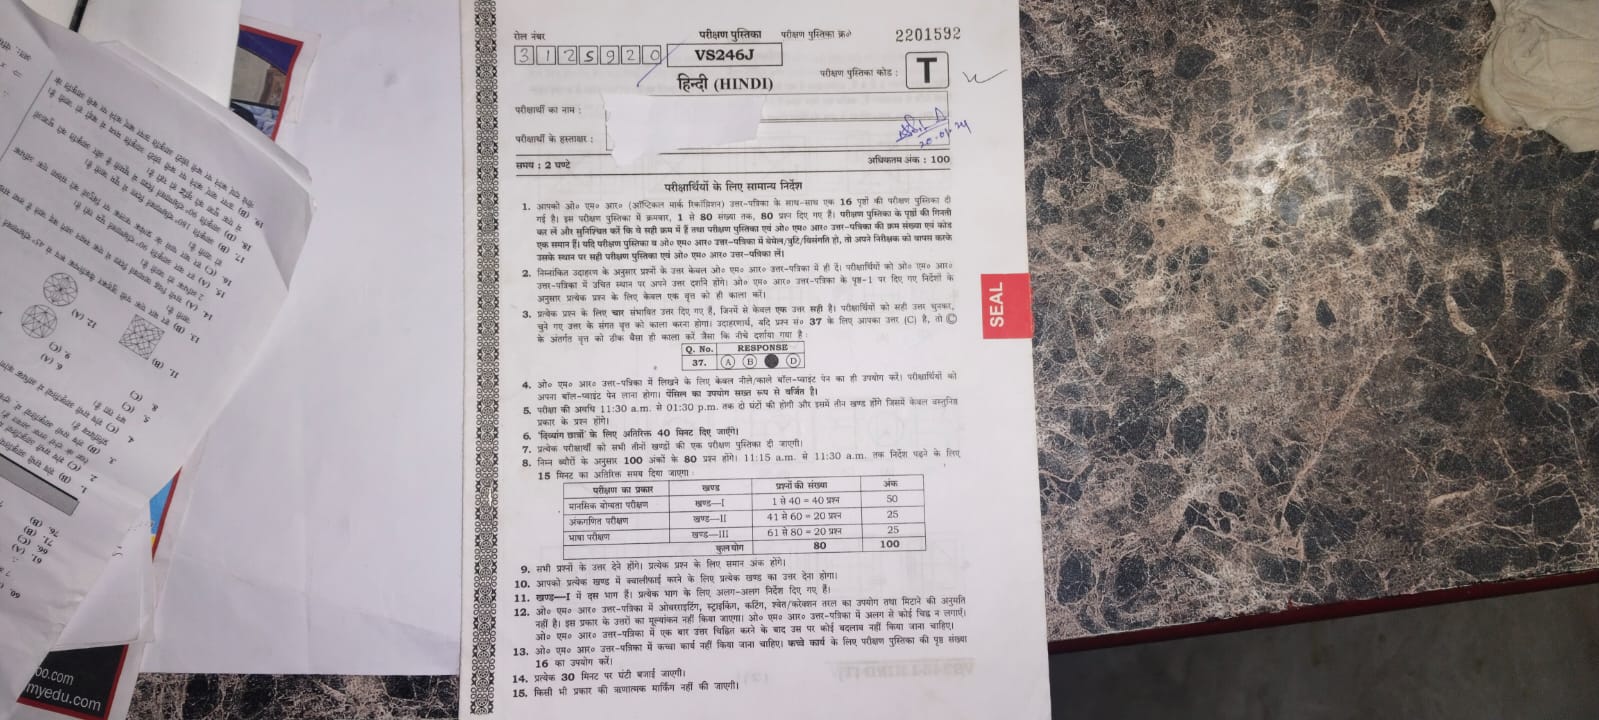 रोल नंबर
3125920
परीक्षण पुस्तिका
VS246J
हिन्दी (HINDI)
परीक्षण पुस्तिका क्र०
2201592
परीक्षण पुस्तिका कोड :
T
परीक्षार्थी का नाम :
परीक्षार्थी के हस्ताक्षर :
समय : 2 घण्टे
अधिकतम अंक : 100
परीक्षार्थियों के लिए सामान्य निर्देश
1. आपको ओ० एम० आर० (ऑप्टिकल मार्क रिकॉग्निशन) उत्तर-पत्रिका के साथ-साथ एक 16 पृष्ठों की परीक्षण पुस्तिका दी
गई है। इस परीक्षण पुस्तिका में क्रमवार, 1 से 80 संख्या तक, 80 प्रश्न दिए गए हैं। परीक्षण पुस्तिका के पृष्ठों की गिनती
कर लें और सुनिश्चित करें कि ये सही क्रम में हैं तथा परीक्षण पुस्तिका एवं ओ० एम० आर० उत्तर-पत्रिका की क्रम संख्या एवं कोड
एक समान हैं। यदि परीक्षण पुस्तिका व ओ० एम० आर० उत्तर-पत्रिका में बेमेल/त्रुटि/विसंगति हो, तो अपने निरीक्षक को वापस करके
उसके स्थान पर सही परीक्षण पुस्तिका एवं ओ० एम० आर० उत्तर-पत्रिका लें।
2. निम्नांकित उदाहरण के अनुसार प्रश्नों के उत्तर केवल ओ० एम० आर० उत्तर-पत्रिका में ही दें। परीक्षार्थियों को ओ० एम० आर०
उत्तर-पत्रिका में उचित स्थान पर अपने उत्तर दर्शाने होंगे। ओ० एम० आर० उत्तर-पत्रिका के पृष्ठ-1 पर दिए गए निर्देशों के
अनुसार प्रत्येक प्रश्न के लिए केवल एक वृत्त को ही काला करें।
3. प्रत्येक प्रश्न के लिए चार संभावित उत्तर दिए गए हैं, जिनमें से केवल एक उत्तर सही है। परीक्षार्थियों को सही उत्तर चुनकर,
चुने गए उत्तर के संगत वृत्त को काला करना होगा। उदाहरणार्थ, यदि प्रश्न सं० 37 के लिए आपका उत्तर (C) है, तो Ⓒ
के अंतर्गत वृत्त को ठीक वैसा ही काला करें जैसा कि नीचे दर्शाया गया है :
Q. No. RESPONSE
37. Ⓐ Ⓑ ● Ⓓ
4. ओ० एम० आर० उत्तर-पत्रिका में लिखने के लिए केवल नीले/काले बॉल-प्वाइंट पेन का ही उपयोग करें। परीक्षार्थियों को
अपना बॉल-प्वाइंट पेन लाना होगा। पेंसिल का उपयोग सख्त रूप से वर्जित है।
5. परीक्षा की अवधि 11:30 a.m. से 01:30 p.m. तक दो घंटों की होगी और इसमें तीन खण्ड होंगे जिसमें केवल वस्तुनिष्ठ
प्रकार के प्रश्न होंगे।
6. 'दिव्यांग छात्रों' के लिए अतिरिक्त 40 मिनट दिए जाएँगे।
7. प्रत्येक परीक्षार्थी को सभी तीनों खण्डों की एक परीक्षण पुस्तिका दी जाएगी।
8. निम्न ब्यौरों के अनुसार 100 अंकों के 80 प्रश्न होंगे। 11:15 a.m. से 11:30 a.m. तक निर्देश पढ़ने के लिए
15 मिनट का अतिरिक्त समय दिया जाएगा :
परीक्षण का प्रकार खण्ड प्रश्नों की संख्या अंक
मानसिक योग्यता परीक्षण खण्ड—I 1 से 40 = 40 प्रश्न 50
अंकगणित परीक्षण खण्ड—II 41 से 60 = 20 प्रश्न 25
भाषा परीक्षण खण्ड—III 61 से 80 = 20 प्रश्न 25
कुल योग 80 100
9. सभी प्रश्नों के उत्तर देने होंगे। प्रत्येक प्रश्न के लिए समान अंक होंगे।
10. आपको प्रत्येक खण्ड में क्वालीफाई करने के लिए प्रत्येक खण्ड का उत्तर देना होगा।
11. खण्ड—I में दस भाग हैं। प्रत्येक भाग के लिए अलग-अलग निर्देश दिए गए हैं।
12. ओ० एम० आर० उत्तर-पत्रिका में ओवरराइटिंग, स्ट्राइकिंग, कटिंग, श्वेत/करेक्शन तरल का उपयोग तथा मिटाने की अनुमति
नहीं है। इस प्रकार के उत्तरों का मूल्यांकन नहीं किया जाएगा। ओ० एम० आर० उत्तर-पत्रिका में अलग से कोई चिह्न न लगाएँ।
ओ० एम० आर० उत्तर-पत्रिका में एक बार उत्तर चिह्नित करने के बाद उस पर कोई बदलाव नहीं किया जाना चाहिए।
13. ओ० एम० आर० उत्तर-पत्रिका में कच्चा कार्य नहीं किया जाना चाहिए। कच्चे कार्य के लिए परीक्षण पुस्तिका की पृष्ठ संख्या
16 का उपयोग करें।
14. प्रत्येक 30 मिनट पर घंटी बजाई जाएगी।
15. किसी भी प्रकार की ऋणात्मक मार्किंग नहीं की जाएगी।
SEAL
myedu.com